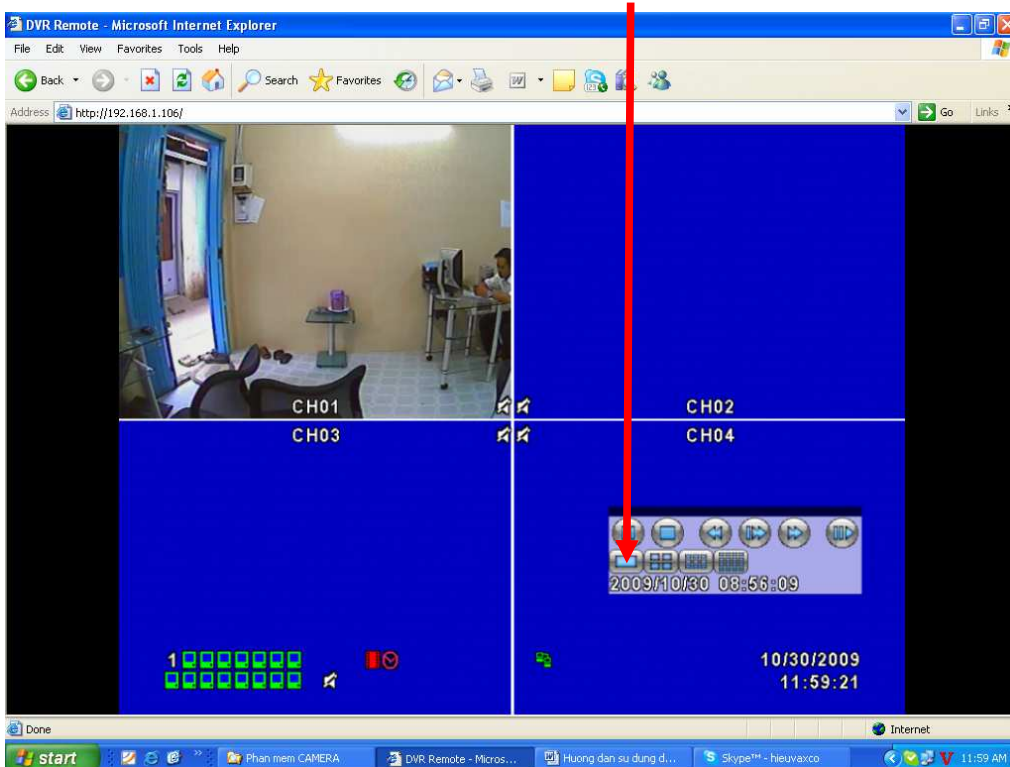 DVR Remote - Microsoft Internet Explorer
File Edit View Favorites Tools Help
Back Search Favorites
Address http://192.168.1.106/ Go Links
CH01 CH02
CH03 CH04
2009/10/30 08:56:09
1
10/30/2009
11:59:21
Done Internet
start Phan mem CAMERA DVR Remote - Micros... Huong dan su dung d... Skype™ - hieuvaxco V 11:59 AM